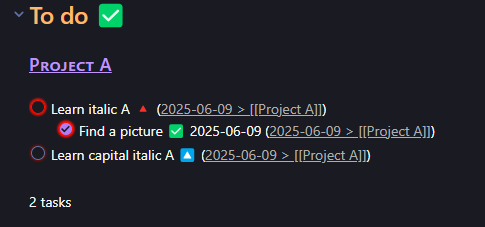 To do ✅
Project A
Learn italic A 🔺 (2025-06-09 > [[Project A]])
Find a picture ✅ 2025-06-09 (2025-06-09 > [[Project A]])
Learn capital italic A 🔼 (2025-06-09 > [[Project A]])
2 tasks